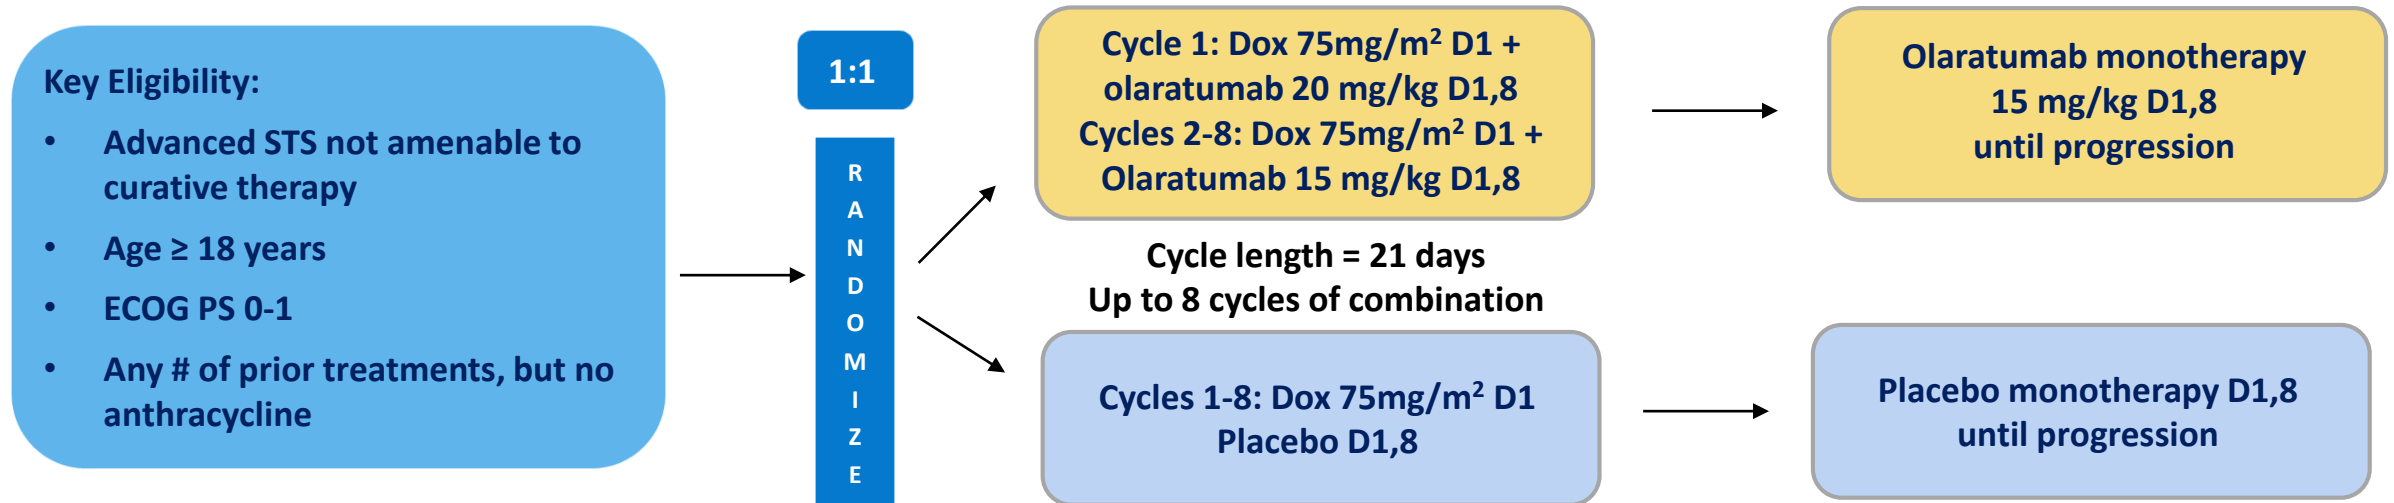 Key Eligibility:
• Advanced STS not amenable to
curative therapy
• Age ≥ 18 years
• ECOG PS 0-1
• Any # of prior treatments, but no
anthracycline
1:1
R
A
N
D
O
M
I
Z
E
Cycle 1: Dox 75mg/m² D1 +
olaratumab 20 mg/kg D1,8
Cycles 2-8: Dox 75mg/m² D1 +
Olaratumab 15 mg/kg D1,8
Cycle length = 21 days
Up to 8 cycles of combination
Cycles 1-8: Dox 75mg/m² D1
Placebo D1,8
Olaratumab monotherapy
15 mg/kg D1,8
until progression
Placebo monotherapy D1,8
until progression